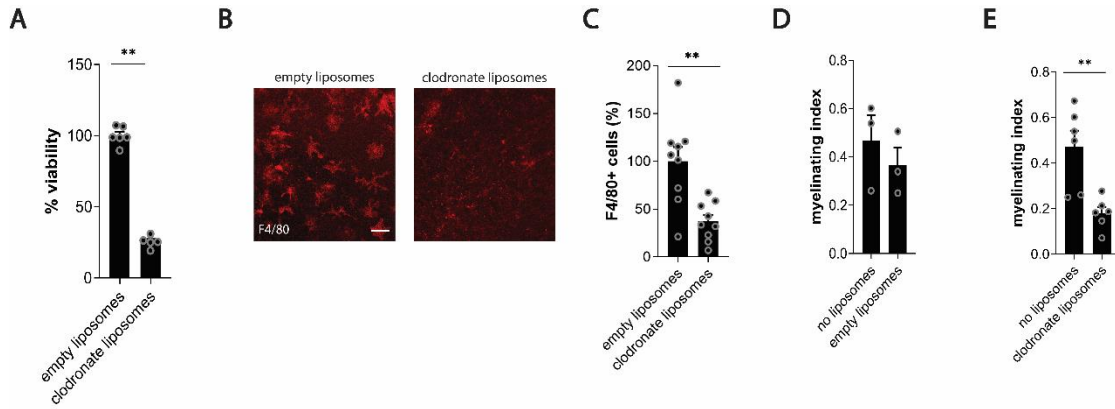 A
B
C
D
E
**
% viability
150
100
50
0
empty liposomes
clodronate liposomes
empty liposomes
clodronate liposomes
F4/80
**
F4/80+ cells (%)
200
150
100
50
0
empty liposomes
clodronate liposomes
myelinating index
0.8
0.6
0.4
0.2
0.0
no liposomes
empty liposomes
**
myelinating index
0.8
0.6
0.4
0.2
0.0
no liposomes
clodronate liposomes